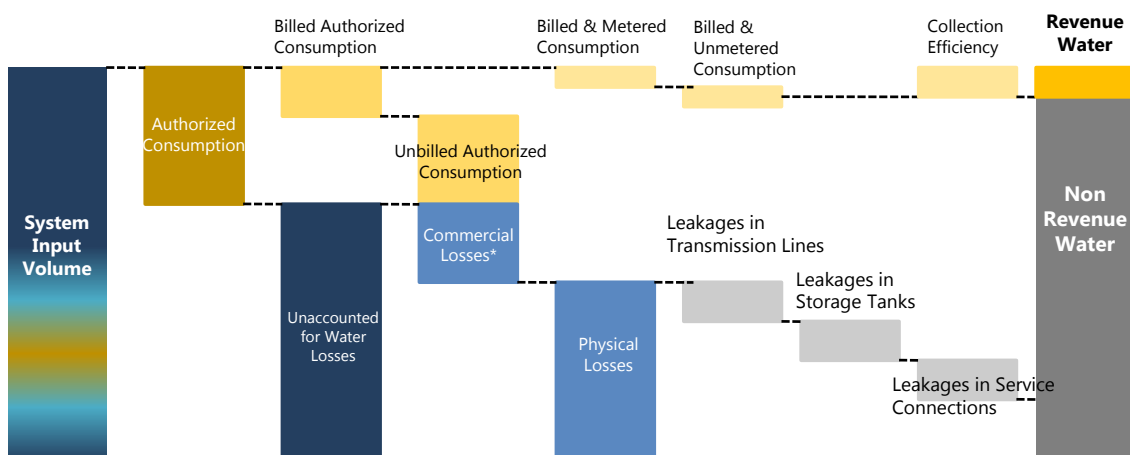 Billed Authorized
Consumption
Billed & Metered
Consumption
Billed &
Unmetered
Consumption
Collection
Efficiency
Revenue
Water
Authorized
Consumption
Unbilled Authorized
Consumption
System
Input
Volume
Commercial
Losses*
Leakages in
Transmission Lines
Non
Revenue
Water
Leakages in
Storage Tanks
Unaccounted
for Water
Losses
Physical
Losses
Leakages in Service
Connections